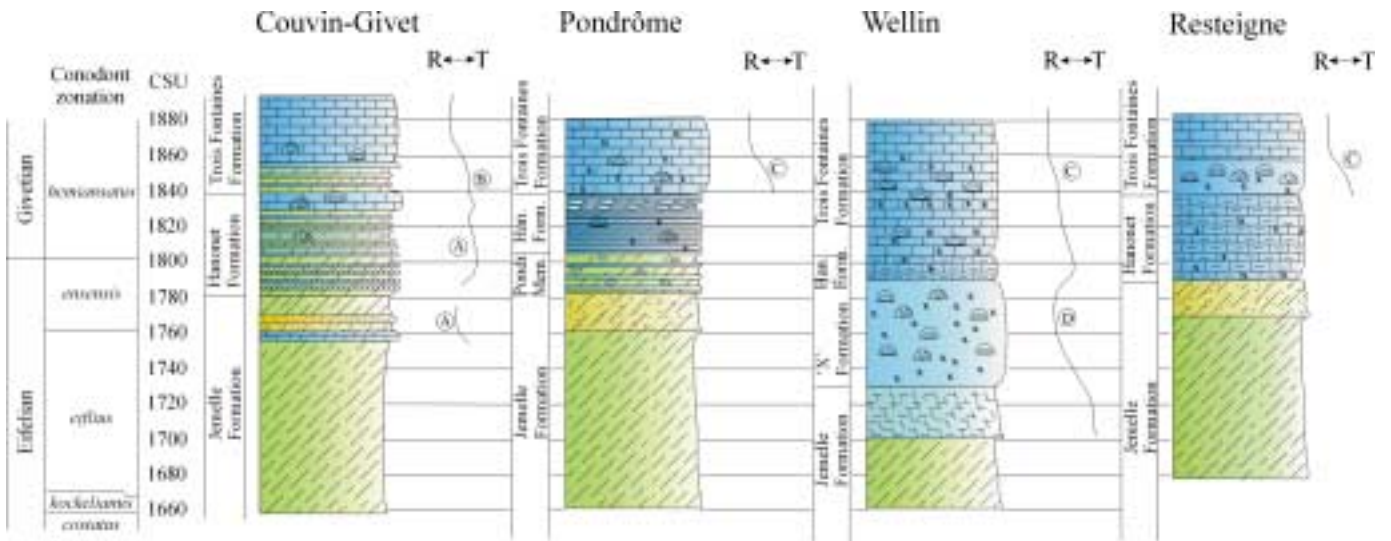 Couvin-Givet
Pondrôme
Wellin
Resteigne
R↔T
R↔T
R↔T
R↔T
Conodont
zonation
CSU
1880
1860
1840
1820
1800
1780
1760
1740
1720
1700
1680
1660
Givetian
Eifelian
hemiansatus
ensensis
eiflius
kockelianus
costatus
Trois Fontaines
Formation
Hanonet
Formation
Jemelle
Formation
B
A
A
Trois Fontaines
Formation
Han.
Form.
Pondr.
Mem.
Jemelle
Formation
C
Trois Fontaines
Formation
Han.
Form.
'X'
Formation
Jemelle
Formation
C
D
Trois Fontaines
Formation
Hanonet
Formation
Jemelle
Formation
C